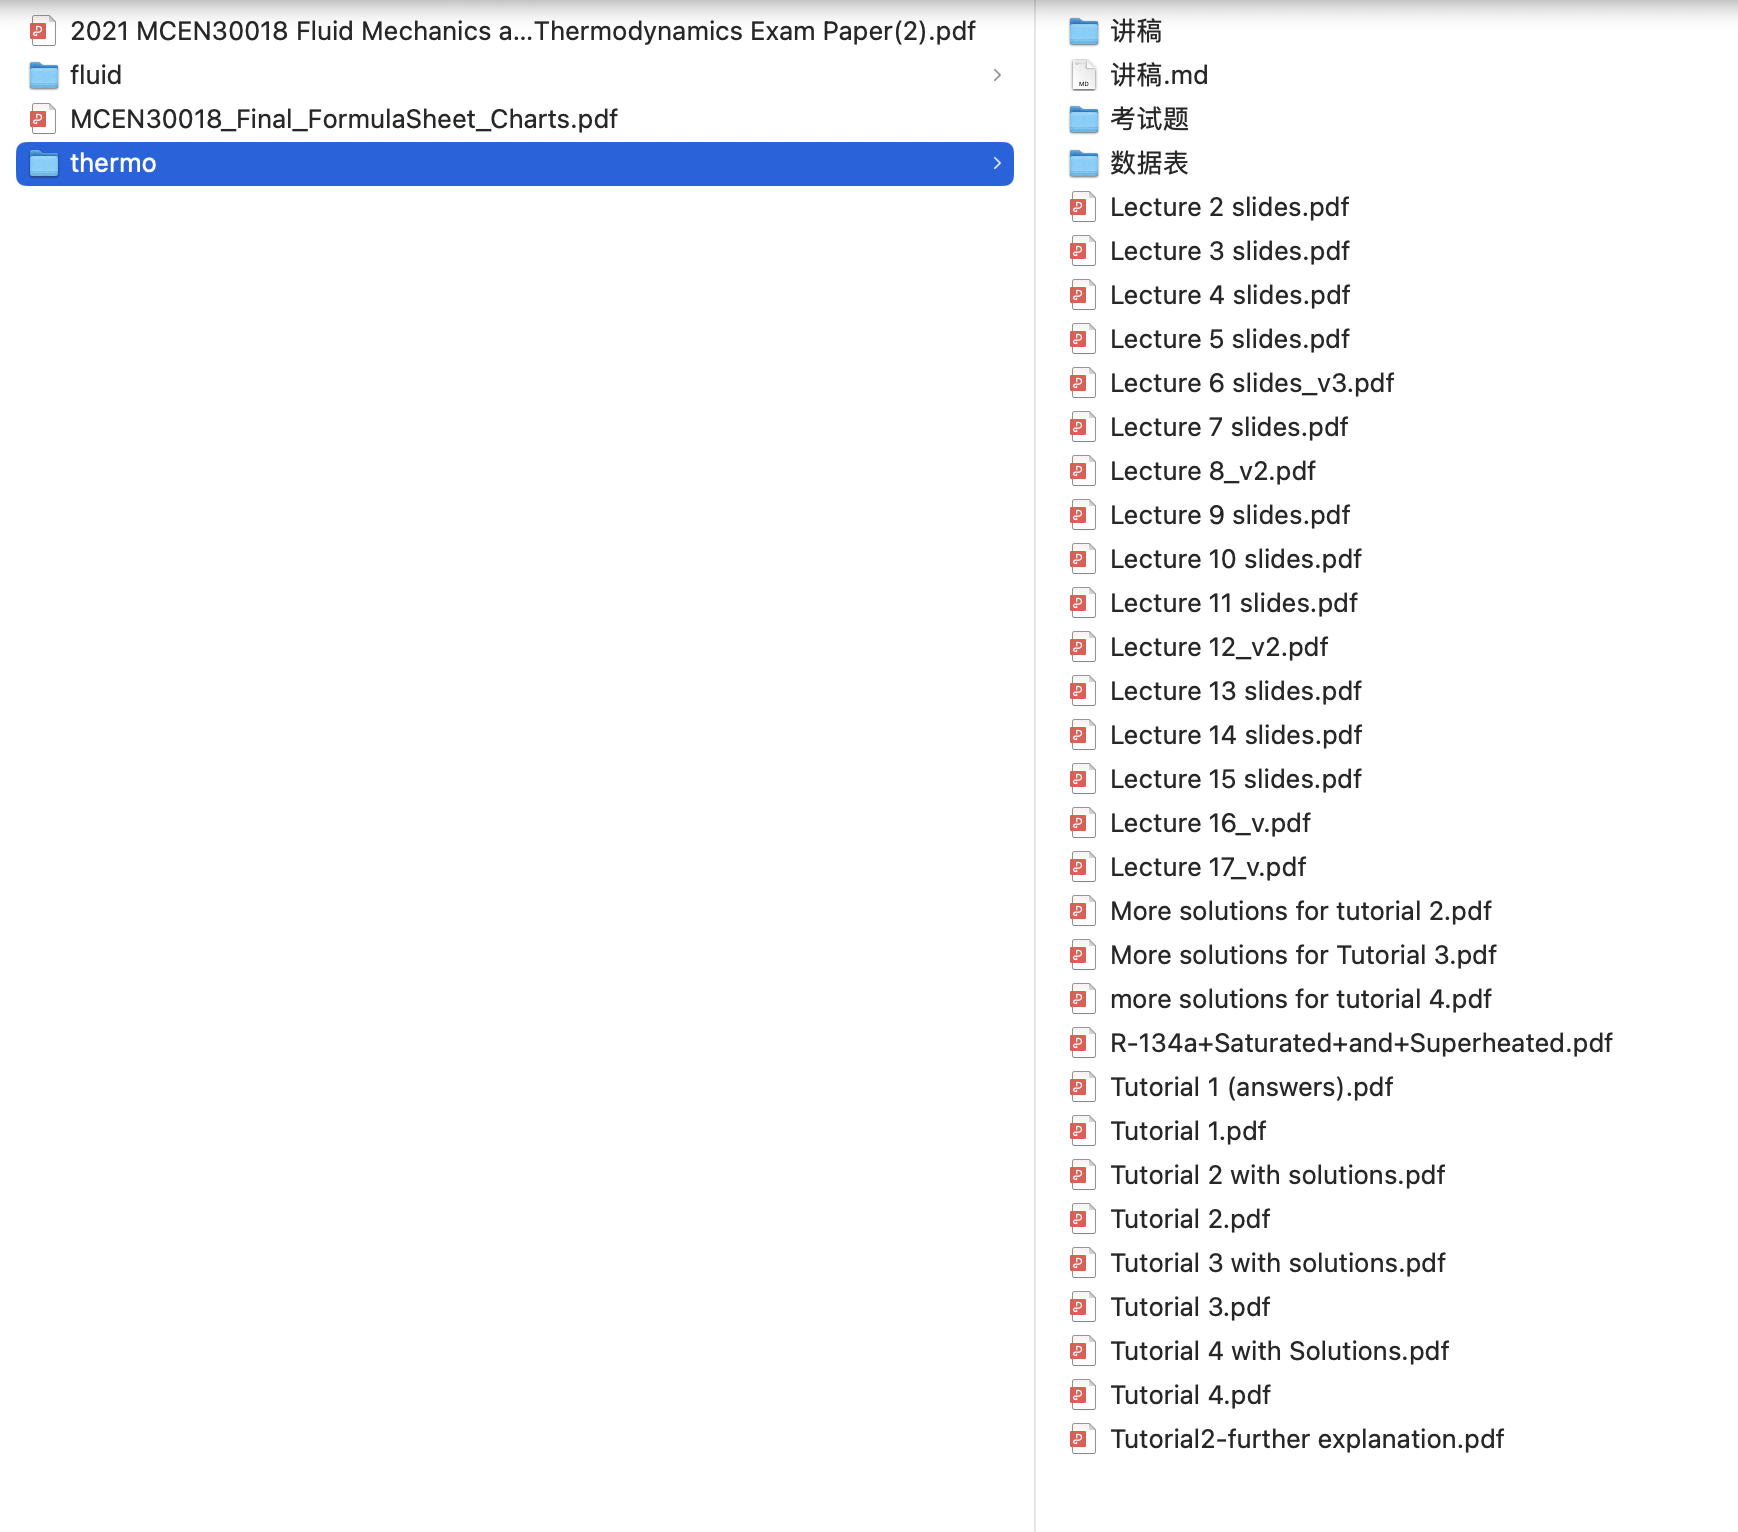 2021 MCEN30018 Fluid Mechanics a...Thermodynamics Exam Paper(2).pdf
fluid
MCEN30018_Final_FormulaSheet_Charts.pdf
thermo
讲稿
讲稿.md
考试题
数据表
Lecture 2 slides.pdf
Lecture 3 slides.pdf
Lecture 4 slides.pdf
Lecture 5 slides.pdf
Lecture 6 slides_v3.pdf
Lecture 7 slides.pdf
Lecture 8_v2.pdf
Lecture 9 slides.pdf
Lecture 10 slides.pdf
Lecture 11 slides.pdf
Lecture 12_v2.pdf
Lecture 13 slides.pdf
Lecture 14 slides.pdf
Lecture 15 slides.pdf
Lecture 16_v.pdf
Lecture 17_v.pdf
More solutions for tutorial 2.pdf
More solutions for Tutorial 3.pdf
more solutions for tutorial 4.pdf
R-134a+Saturated+and+Superheated.pdf
Tutorial 1 (answers).pdf
Tutorial 1.pdf
Tutorial 2 with solutions.pdf
Tutorial 2.pdf
Tutorial 3 with solutions.pdf
Tutorial 3.pdf
Tutorial 4 with Solutions.pdf
Tutorial 4.pdf
Tutorial2-further explanation.pdf